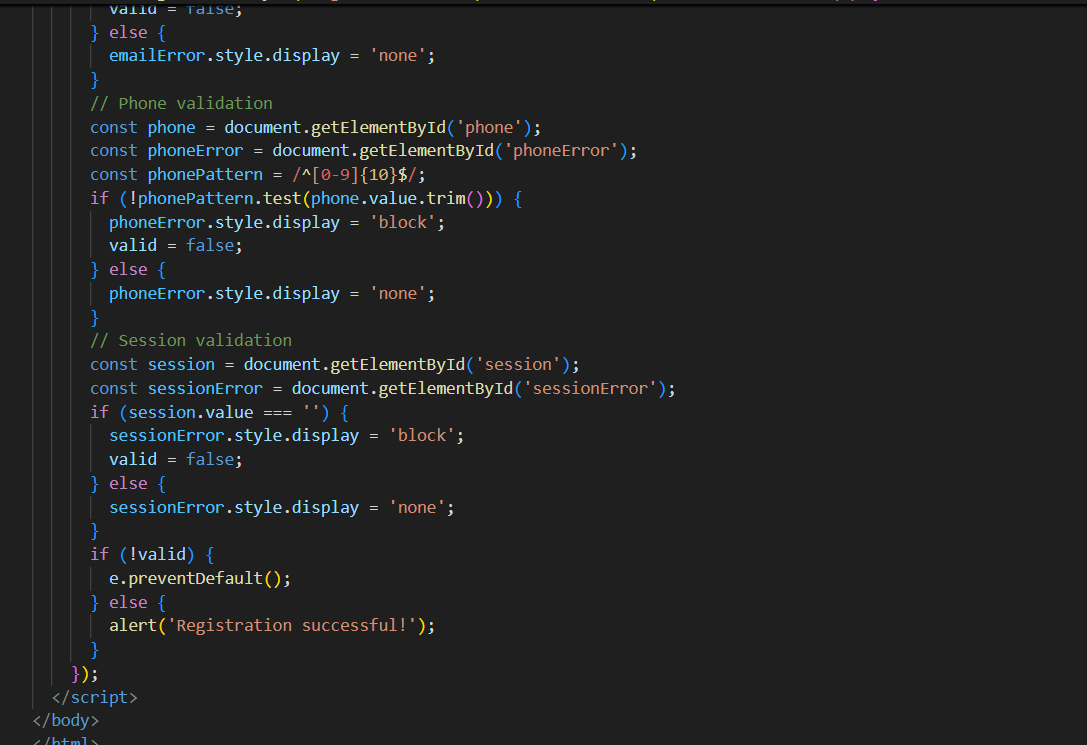 valid = false;
} else {
emailError.style.display = 'none';
}
// Phone validation
const phone = document.getElementById('phone');
const phoneError = document.getElementById('phoneError');
const phonePattern = /^[0-9]{10}$/;
if (!phonePattern.test(phone.value.trim())) {
phoneError.style.display = 'block';
valid = false;
} else {
phoneError.style.display = 'none';
}
// Session validation
const session = document.getElementById('session');
const sessionError = document.getElementById('sessionError');
if (session.value === '') {
sessionError.style.display = 'block';
valid = false;
} else {
sessionError.style.display = 'none';
}
if (!valid) {
e.preventDefault();
} else {
alert('Registration successful!');
}
});
</script>
</body>
</html>